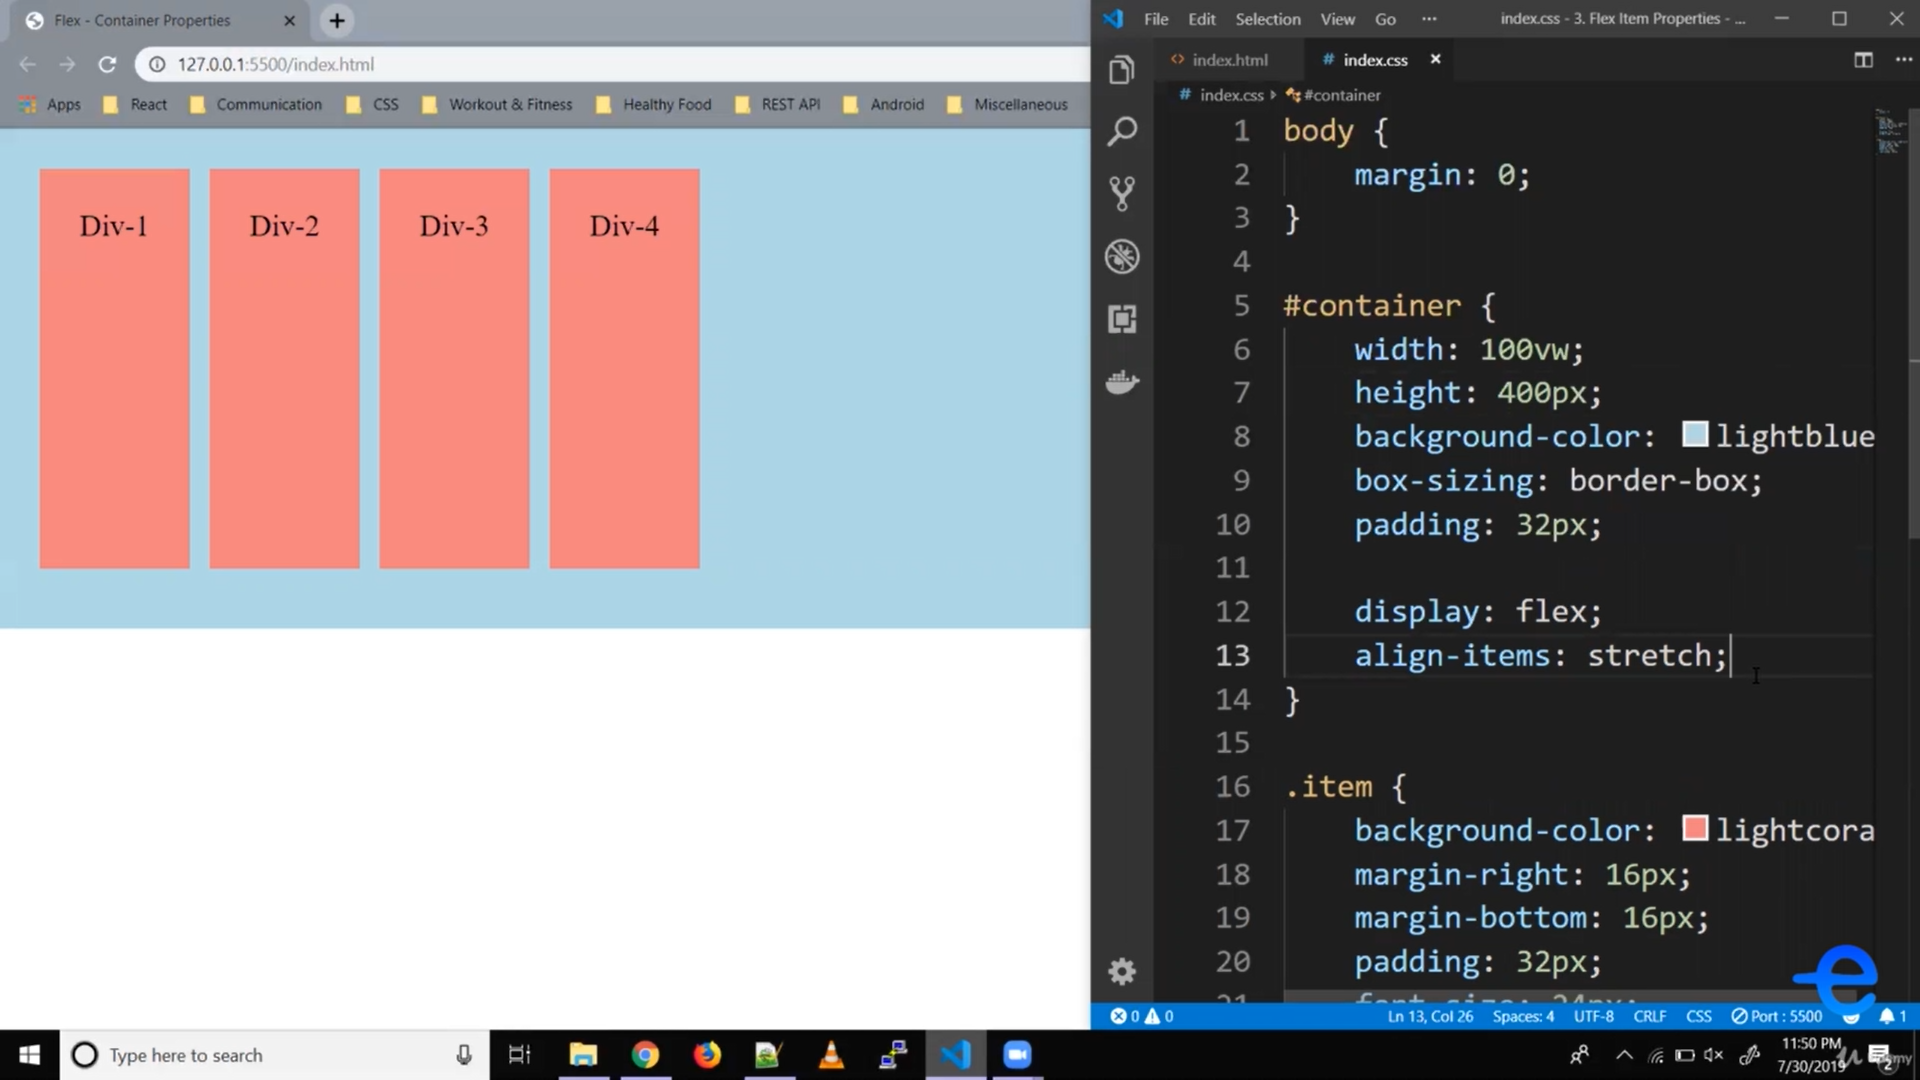 Flex - Container Properties
127.0.0.1:5500/index.html
Apps React Communication CSS Workout & Fitness Healthy Food REST API Android Miscellaneous
Div-1 Div-2 Div-3 Div-4
File Edit Selection View Go ··· index.css - 3. Flex Item Properties - ...
index.html # index.css
# index.css #container
1 body {
2 margin: 0;
3 }
4
5 #container {
6 width: 100vw;
7 height: 400px;
8 background-color: lightblue
9 box-sizing: border-box;
10 padding: 32px;
11
12 display: flex;
13 align-items: stretch;
14 }
15
16 .item {
17 background-color: lightcora
18 margin-right: 16px;
19 margin-bottom: 16px;
20 padding: 32px;
21 font-size: 24px;
0 0 Ln 13, Col 26 Spaces: 4 UTF-8 CRLF CSS Port : 5500 1
Type here to search
11:50 PM
7/30/2019
2